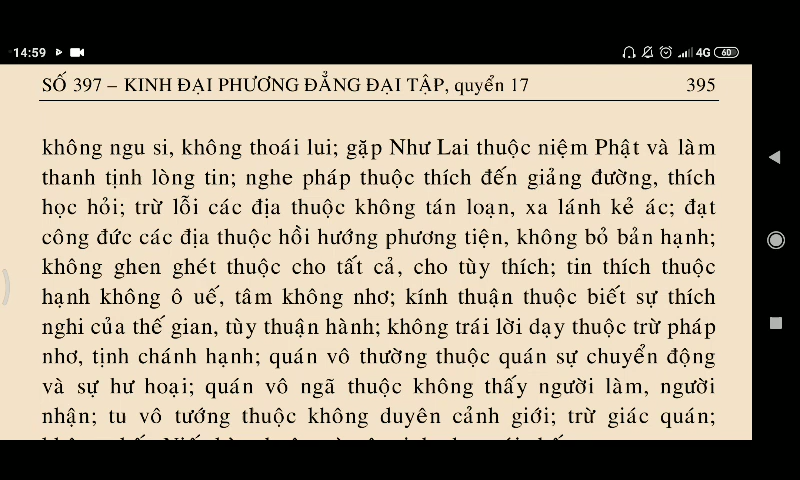 14:59
4G 60
SỐ 397 – KINH ĐẠI PHƯƠNG ĐẲNG ĐẠI TẬP, quyển 17 395
không ngu si, không thoái lui; gặp Như Lai thuộc niệm Phật và làm
thanh tịnh lòng tin; nghe pháp thuộc thích đến giảng đường, thích
học hỏi; trừ lỗi các địa thuộc không tán loạn, xa lánh kẻ ác; đạt
công đức các địa thuộc hồi hướng phương tiện, không bỏ bản hạnh;
không ghen ghét thuộc cho tất cả, cho tùy thích; tin thích thuộc
hạnh không ô uế, tâm không nhơ; kính thuận thuộc biết sự thích
nghi của thế gian, tùy thuận hành; không trái lời dạy thuộc trừ pháp
nhơ, tịnh chánh hạnh; quán vô thường thuộc quán sự chuyển động
và sự hư hoại; quán vô ngã thuộc không thấy người làm, người
nhận; tu vô tướng thuộc không duyên cảnh giới; trừ giác quán;